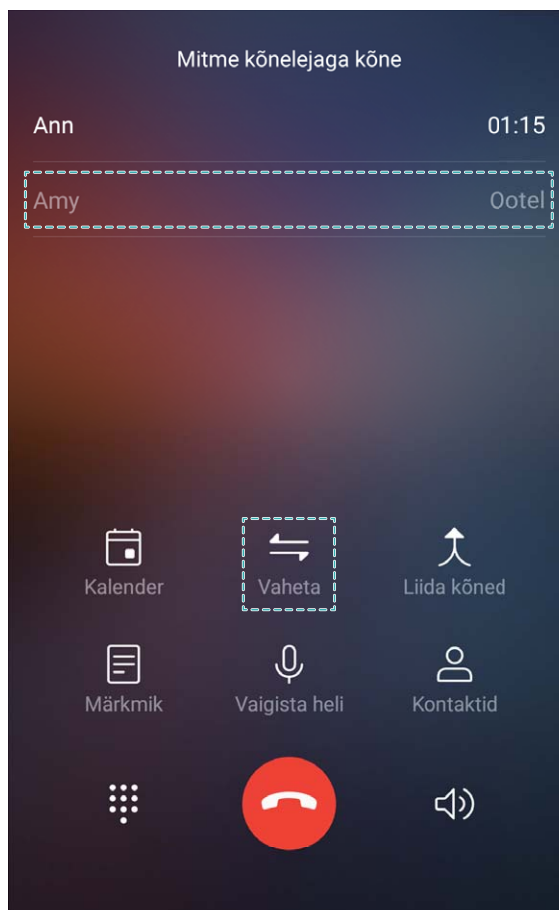 Mitme kõnelejaga kõne
Ann 01:15
Amy Ootel
Kalender Vaheta Liida kõned
Märkmik Vaigista heli Kontaktid